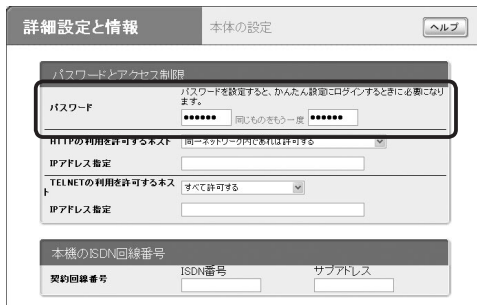 詳細設定と情報 本体の設定 ヘルプ
パスワードとアクセス制限
パスワードを設定すると、かんたん設定にログインするときに必要になり
ます。
パスワード
●●●●●● 同じものをもう一度 ●●●●●●
HTTPの利用を許可するホスト 同一ネットワーク内であれば許可する
IPアドレス指定
TELNETの利用を許可するホス
ト
すべて許可する
IPアドレス指定
本機のISDN回線番号
ISDN番号 サブアドレス
契約回線番号